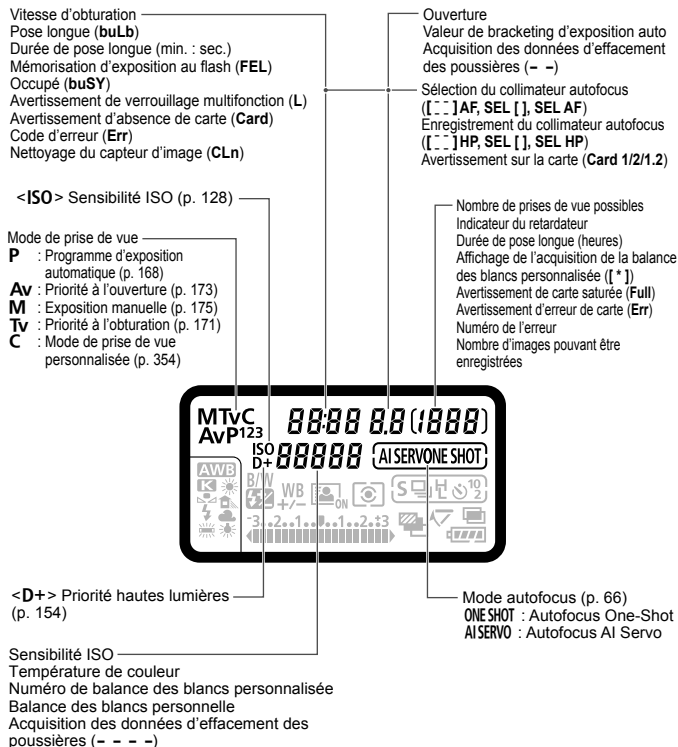 Vitesse d'obturation
Pose longue (buLb)
Durée de pose longue (min. : sec.)
Mémorisation d'exposition au flash (FEL)
Occupé (buSY)
Avertissement de verrouillage multifonction (L)
Avertissement d'absence de carte (Card)
Code d'erreur (Err)
Nettoyage du capteur d'image (CLn)
Ouverture
Valeur de bracketing d'exposition auto
Acquisition des données d'effacement
des poussières (– –)
Sélection du collimateur autofocus
([ ¯ ¯ ] AF, SEL [ ], SEL AF)
Enregistrement du collimateur autofocus
([ ¯ ¯ ] HP, SEL [ ], SEL HP)
Avertissement sur la carte (Card 1/2/1.2)
<ISO> Sensibilité ISO (p. 128)
Nombre de prises de vue possibles
Indicateur du retardateur
Durée de pose longue (heures)
Affichage de l'acquisition de la balance
des blancs personnalisée ([ * ])
Avertissement de carte saturée (Full)
Avertissement d'erreur de carte (Err)
Numéro de l'erreur
Nombre d'images pouvant être
enregistrées
Mode de prise de vue
P : Programme d'exposition
automatique (p. 168)
Av : Priorité à l'ouverture (p. 173)
M : Exposition manuelle (p. 175)
Tv : Priorité à l'obturation (p. 171)
C : Mode de prise de vue
personnalisée (p. 354)
MTvC 88:88 8.8 (1888)
AvP123
ISO
D+ 88888 AI SERVONE SHOT
AWB
K
B/W
WB
+/–
ON
S H 10 2
-3..2..1..0..1..2..+3
<D+> Priorité hautes lumières
(p. 154)
Mode autofocus (p. 66)
ONE SHOT : Autofocus One-Shot
AI SERVO : Autofocus AI Servo
Sensibilité ISO
Température de couleur
Numéro de balance des blancs personnalisée
Balance des blancs personnelle
Acquisition des données d'effacement des
poussières (– – – –)